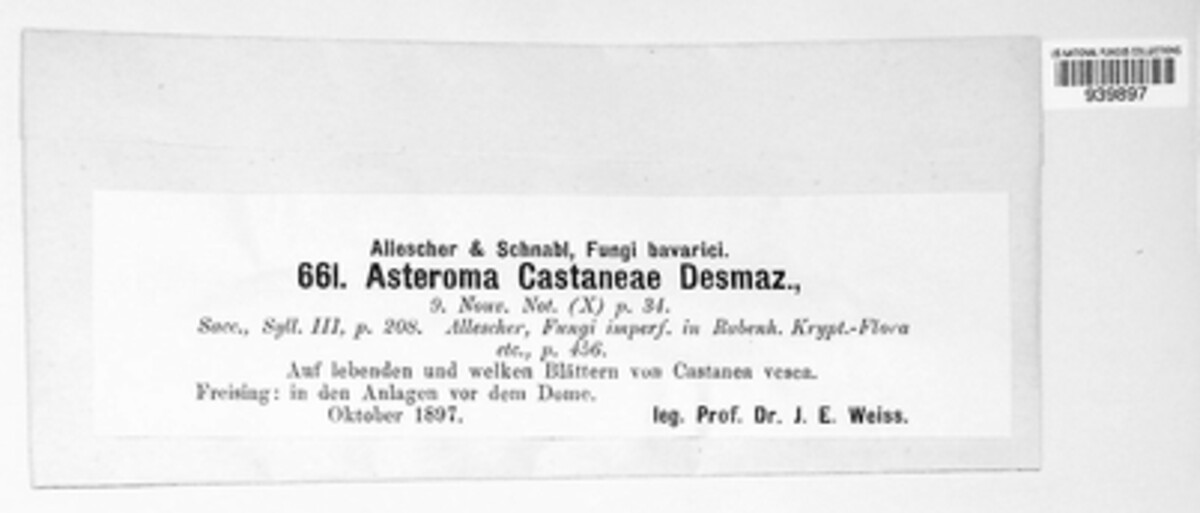 US NATIONAL FUNGUS COLLECTIONS
939897
Allescher & Schnabl, Fungi bavarici.
661. Asteroma Castaneae Desmaz.,
9. Nouv. Not. (X) p. 34.
Sacc., Syll. III, p. 208. Allescher, Fungi imperf. in Rabenh. Krypt.-Flora
etc., p. 456.
Auf lebenden und welken Blättern von Castanea vesca.
Freising: in den Anlagen vor dem Dome.
Oktober 1897. leg. Prof. Dr. J. E. Weiss.